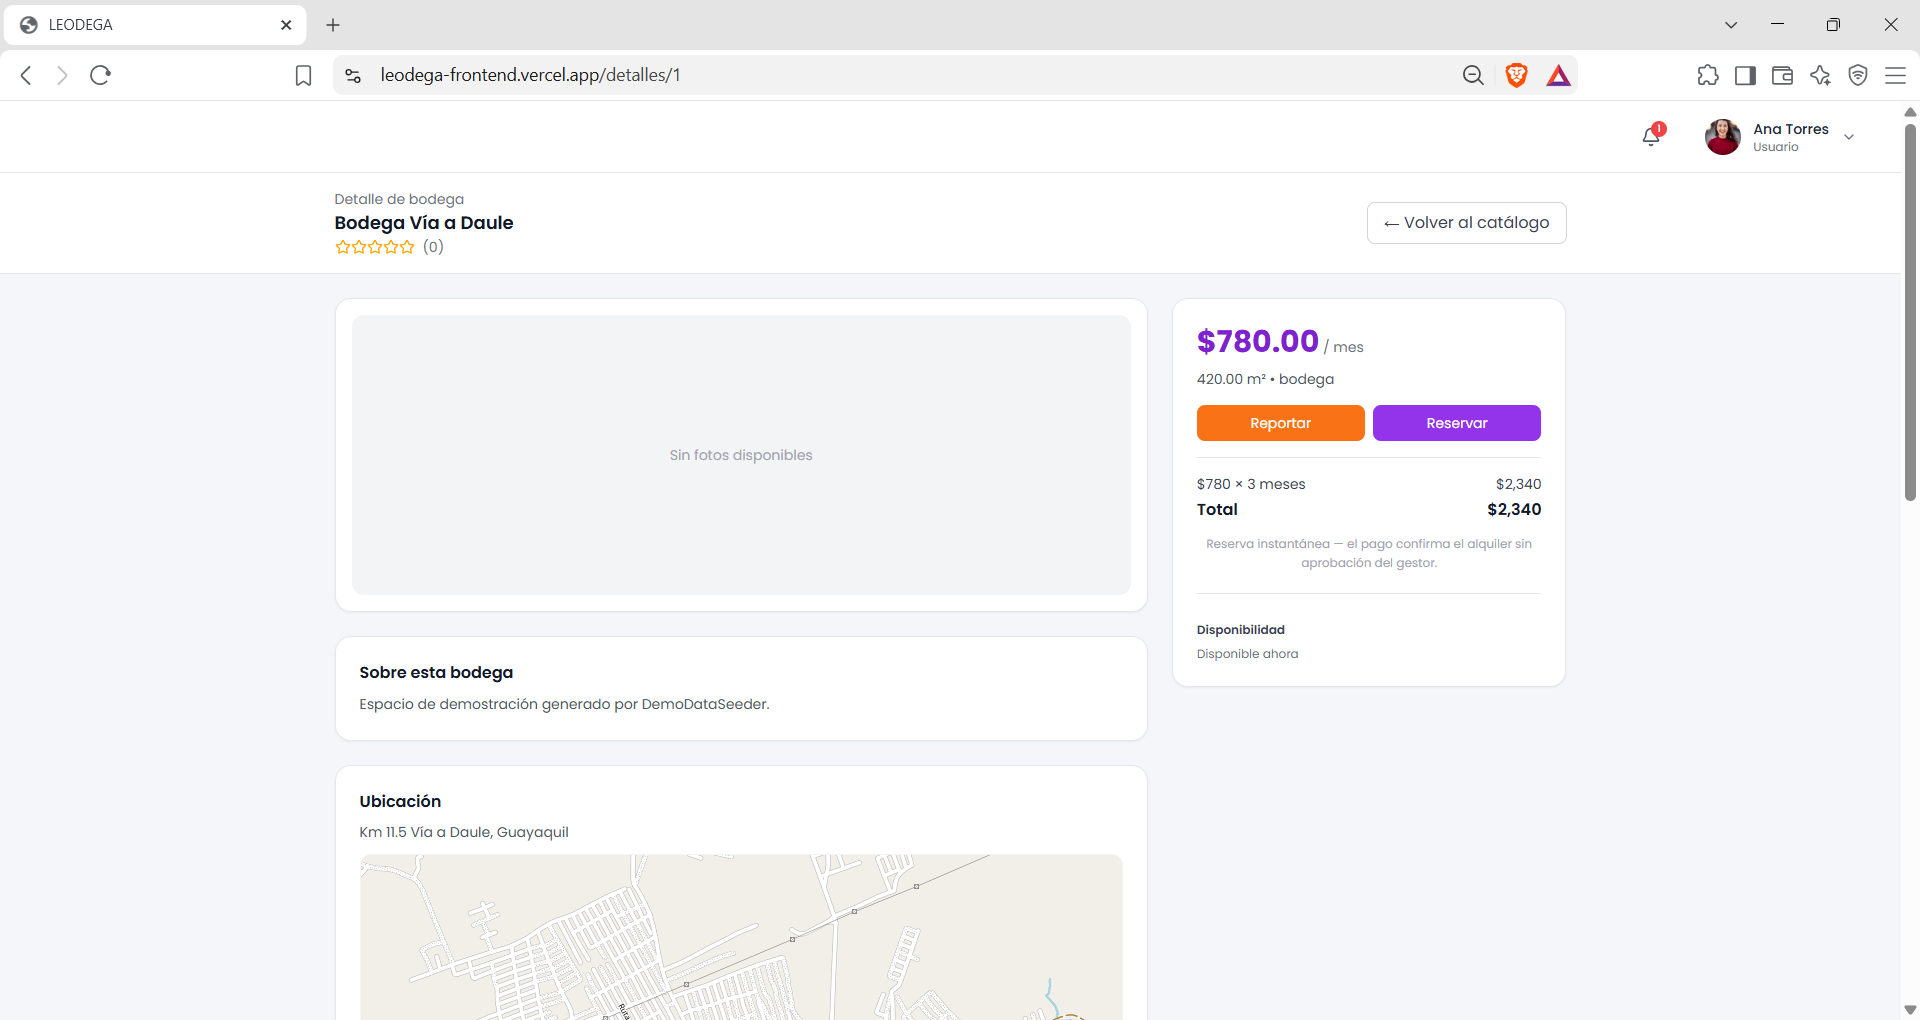 LEODEGA
leodega-frontend.vercel.app/detalles/1
1
Ana Torres
Usuario
Detalle de bodega
Bodega Vía a Daule
(0)
← Volver al catálogo
Sin fotos disponibles
$780.00 / mes
420.00 m² • bodega
Reportar
Reservar
$780 × 3 meses $2,340
Total $2,340
Reserva instantánea — el pago confirma el alquiler sin
aprobación del gestor.
Disponibilidad
Disponible ahora
Sobre esta bodega
Espacio de demostración generado por DemoDataSeeder.
Ubicación
Km 11.5 Vía a Daule, Guayaquil
Ruta